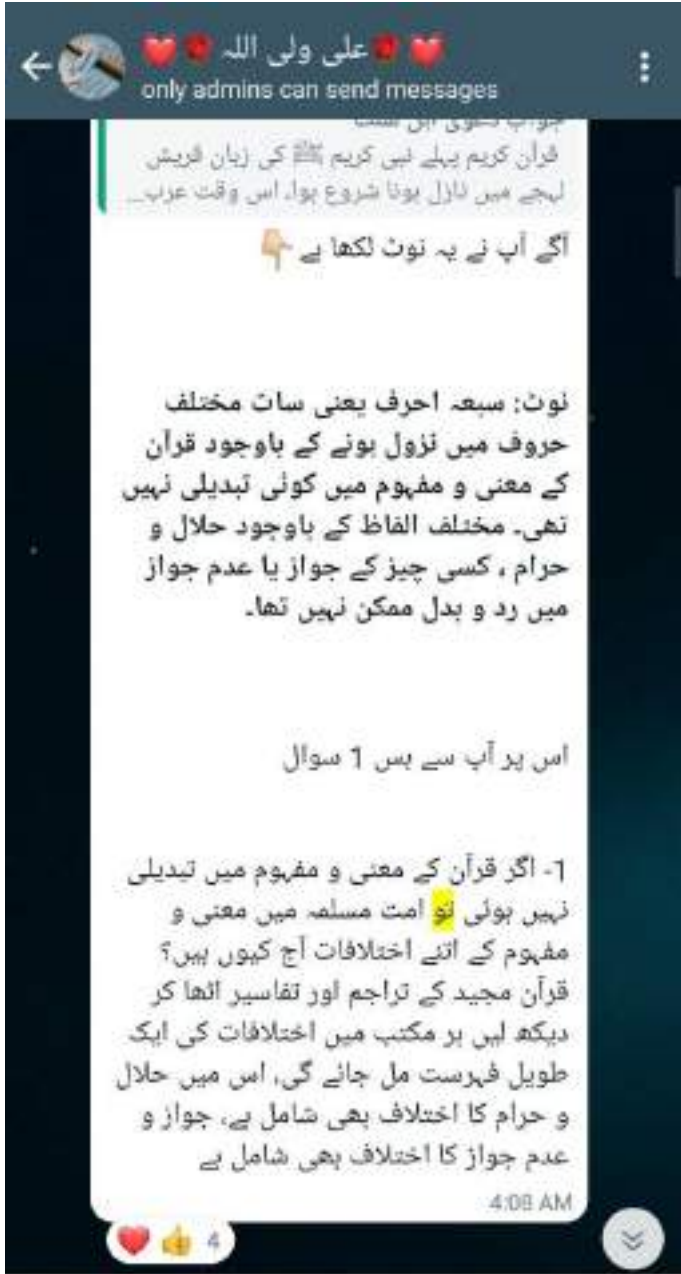 ❤️🌹علی ولی اللہ 🌹❤️
only admins can send messages
جواب دعوی اہل سنت
قرآن کریم پہلے نبی کریم ﷺ کی زبان قریش
لہجے میں نازل ہونا شروع ہوا۔ اس وقت عرب...
آگے آپ نے یہ نوٹ لکھا ہے 👇🏼
نوٹ: سبعہ احرف یعنی سات مختلف
حروف میں نزول ہونے کے باوجود قرآن
کے معنی و مفہوم میں کوئی تبدیلی نہیں
تھی۔ مختلف الفاظ کے باوجود حلال و
حرام ، کسی چیز کے جواز یا عدم جواز
میں رد و بدل ممکن نہیں تھا۔
اس پر آپ سے بس 1 سوال
1- اگر قرآن کے معنی و مفہوم میں تبدیلی
نہیں ہوئی تو امت مسلمہ میں معنی و
مفہوم کے اتنے اختلافات آج کیوں ہیں؟
قرآن مجید کے تراجم اور تفاسیر اٹھا کر
دیکھ لیں ہر مکتب میں اختلافات کی ایک
طویل فہرست مل جائے گی، اس میں حلال
و حرام کا اختلاف بھی شامل ہے، جواز و
عدم جواز کا اختلاف بھی شامل ہے
4:08 AM
❤️👍 4